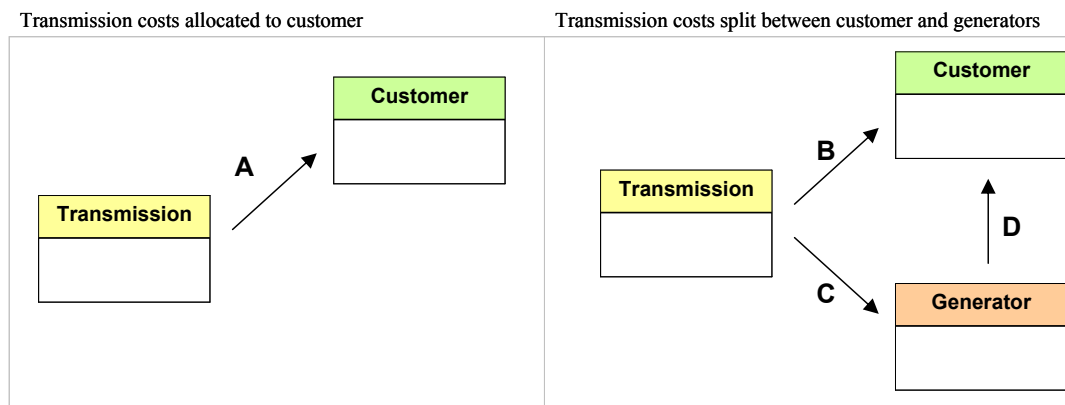 Transmission costs allocated to customer
Customer
A
Transmission
Transmission costs split between customer and generators
Customer
B
Transmission
D
C
Generator